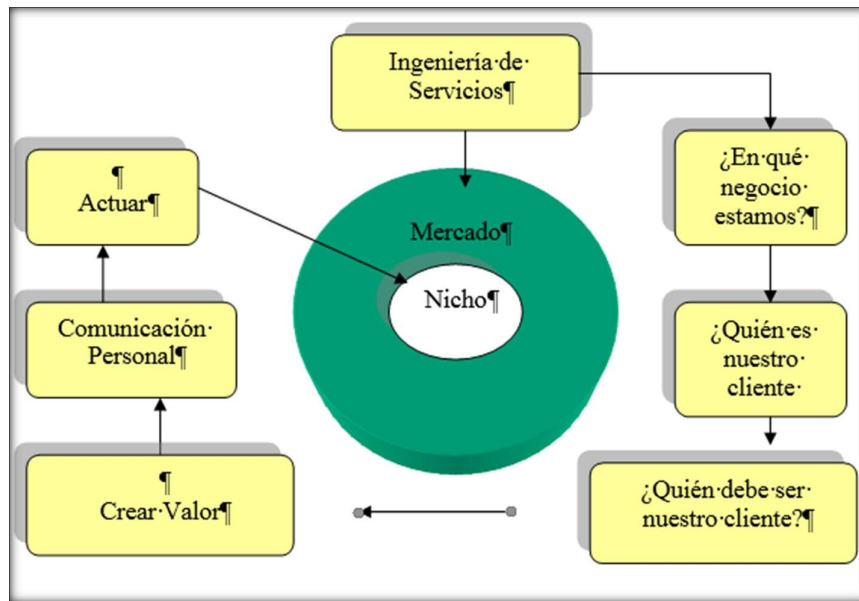 Ingeniería·de·
Servicios¶
¶
Actuar¶
¿En·qué·
negocio·
estamos?¶
Mercado¶
Nicho¶
Comunicación·
Personal¶
¿Quién·es·
nuestro·
cliente·
¶
Crear·Valor¶
¿Quién·debe·ser·
nuestro·cliente?¶